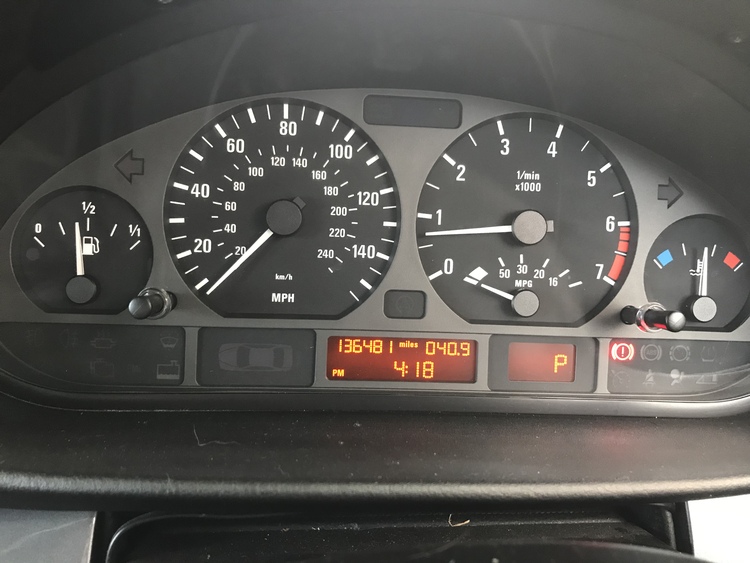 0 1/2 1/1
20 40 60 80 100 120 140
20 40 60 80 100 120 140 160 180 200 220 240
km/h
MPH
0 1 2 3 4 5 6 7
1/min
x1000
50 30 20 16
MPG
136481 miles 040.9
PM 4:18
P